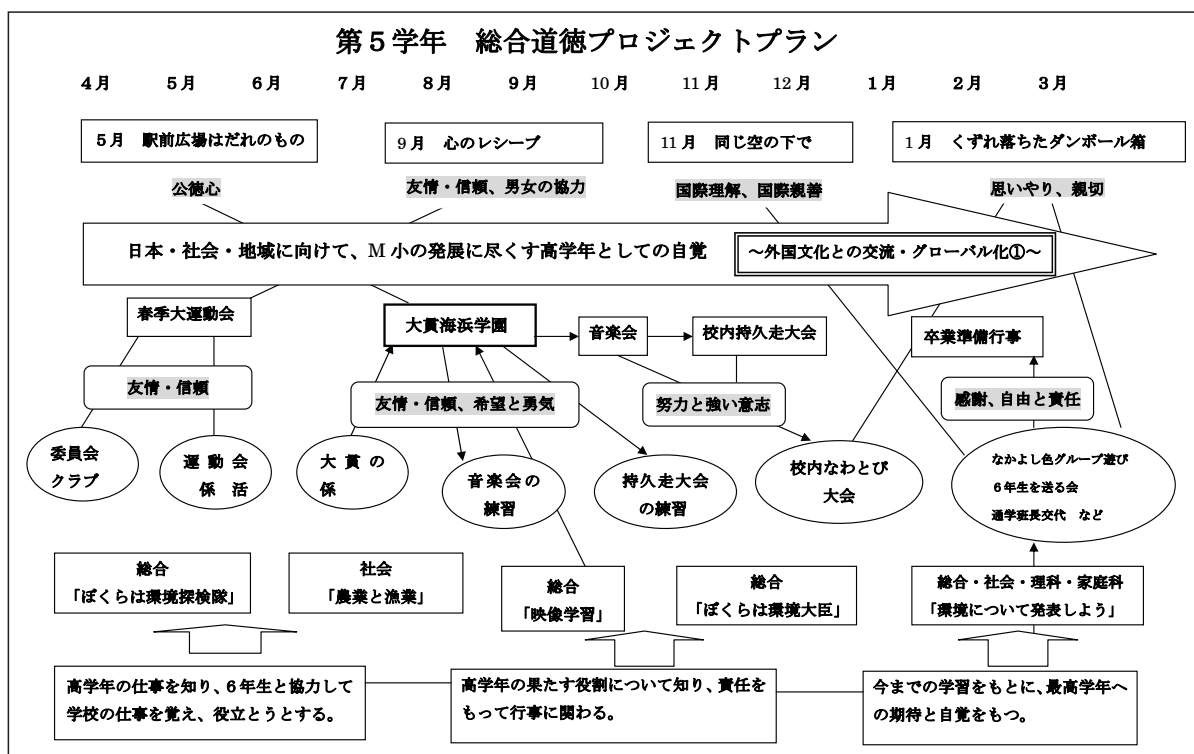 第5学年 総合道徳プロジェクトプラン
4月 5月 6月 7月 8月 9月 10月 11月 12月 1月 2月 3月
5月 駅前広場はだれのもの
9月 心のレシーブ
11月 同じ空の下で
1月 くずれ落ちたダンボール箱
公徳心
友情・信頼、男女の協力
国際理解、国際親善
思いやり、親切
日本・社会・地域に向けて、M小の発展に尽くす高学年としての自覚
～外国文化との交流・グローバル化①～
春季大運動会
大貫海浜学園
音楽会
校内持久走大会
卒業準備行事
友情・信頼
友情・信頼、希望と勇気
努力と強い意志
感謝、自由と責任
委員会
クラブ
運動会
係活
大貫の
係
音楽会の
練習
持久走大会
の練習
校内なわとび
大会
なかよし色グループ遊び
6年生を送る会
通学班長交代 など
総合
「ぼくらは環境探検隊」
社会
「農業と漁業」
総合
「映像学習」
総合
「ぼくらは環境大臣」
総合・社会・理科・家庭科
「環境について発表しよう」
高学年の仕事を知り、6年生と協力して
学校の仕事を覚え、役立とうとする。
高学年の果たす役割について知り、責任を
もって行事に関わる。
今までの学習をもとに、最高学年へ
の期待と自覚をもつ。